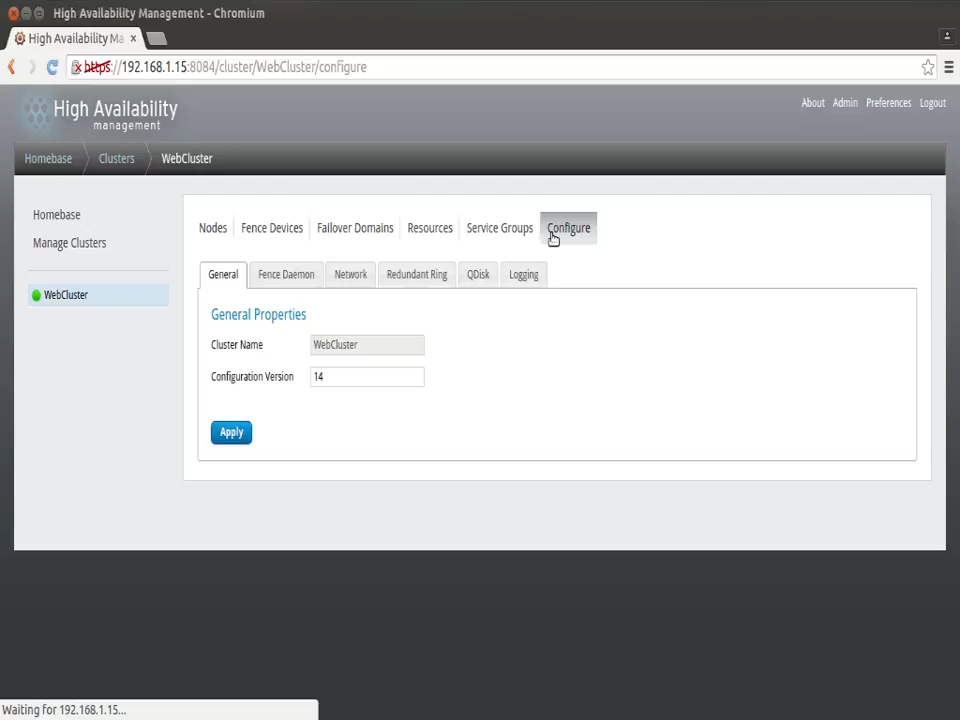 High Availability Management - Chromium
High Availability Ma
https://192.168.1.15:8084/cluster/WebCluster/configure
High Availability
management
About Admin Preferences Logout
Homebase Clusters WebCluster
Homebase
Manage Clusters
WebCluster
Nodes Fence Devices Failover Domains Resources Service Groups Configure
General Fence Daemon Network Redundant Ring QDisk Logging
General Properties
Cluster Name WebCluster
Configuration Version 14
Apply
Waiting for 192.168.1.15...